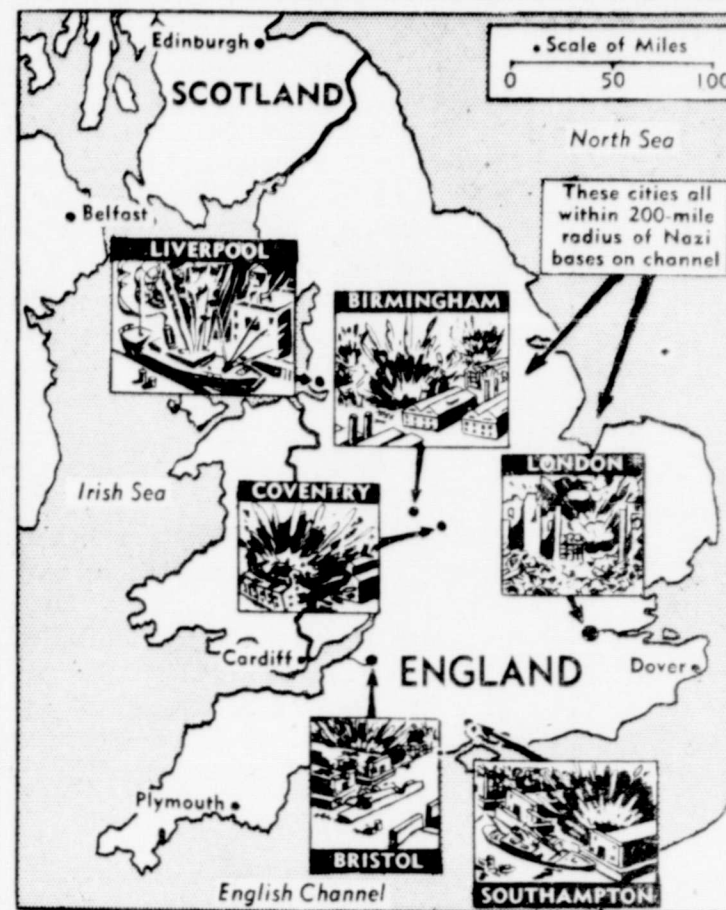 Edinburgh
Scale of Miles
0 50 100
SCOTLAND
North Sea
These cities all
within 200-mile
radius of Nazi
bases on channel
Belfast
LIVERPOOL
BIRMINGHAM
LONDON
Irish Sea
COVENTRY
Cardiff
ENGLAND
Dover
Plymouth
BRISTOL
English Channel
SOUTHAMPTON